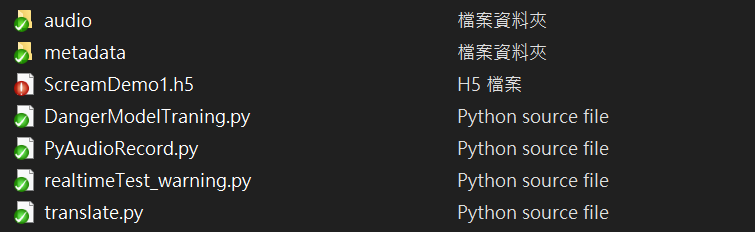 audio 檔案資料夾
metadata 檔案資料夾
ScreamDemo1.h5 H5 檔案
DangerModelTraning.py Python source file
PyAudioRecord.py Python source file
realtimeTest_warning.py Python source file
translate.py Python source file